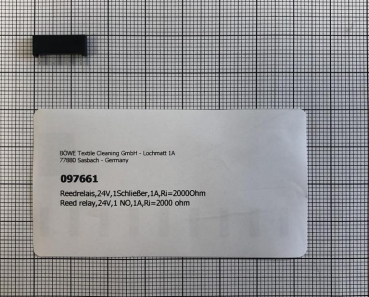 BÖWE Textile Cleaning GmbH - Lochmatt 1A
77880 Sasbach - Germany
097661
Reedrelais,24V,1Schließer,1A,Ri=2000Ohm
Reed relay,24V,1 NO,1A,Ri=2000 ohm